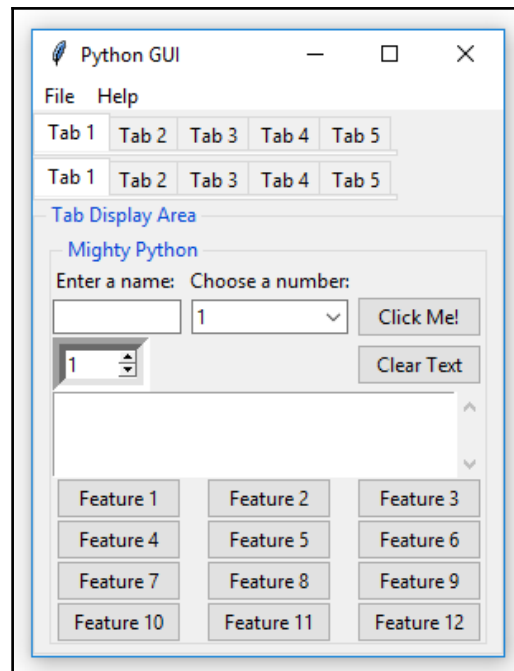 Python GUI
File Help
Tab 1 Tab 2 Tab 3 Tab 4 Tab 5
Tab 1 Tab 2 Tab 3 Tab 4 Tab 5
Tab Display Area
Mighty Python
Enter a name: Choose a number:
1 Click Me!
1 Clear Text
Feature 1 Feature 2 Feature 3
Feature 4 Feature 5 Feature 6
Feature 7 Feature 8 Feature 9
Feature 10 Feature 11 Feature 12